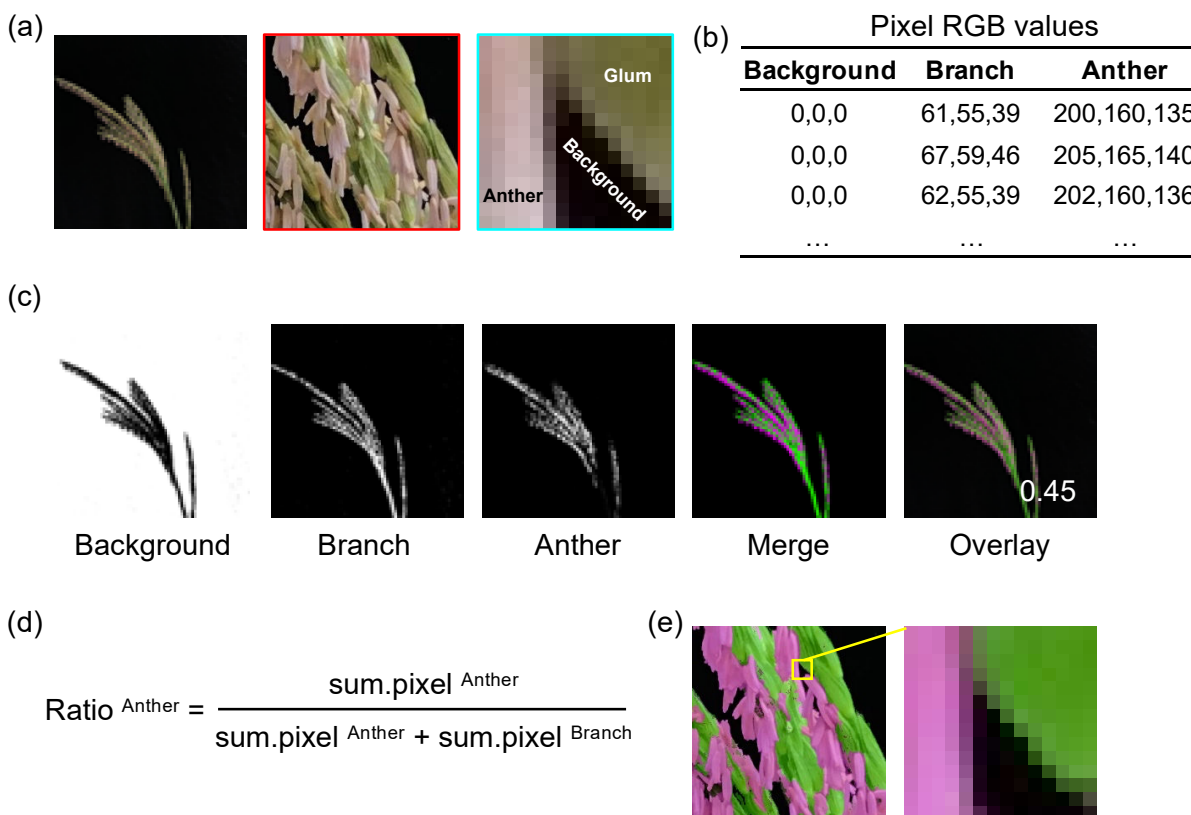 (a)
Glum
Background
Anther
(b)
Pixel RGB values
Background Branch Anther
0,0,0 61,55,39 200,160,135
0,0,0 67,59,46 205,165,140
0,0,0 62,55,39 202,160,136
... ... ...
(c)
0.45
Background Branch Anther Merge Overlay
(d)
Ratio Anther = sum.pixel Anther
sum.pixel Anther + sum.pixel Branch
(e)